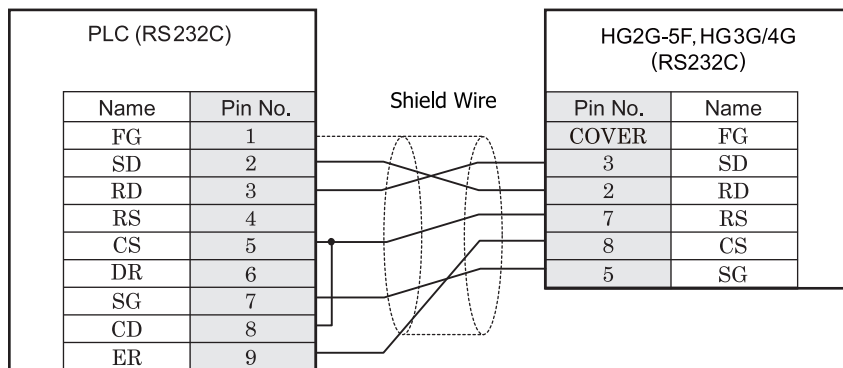 PLC (RS232C)
HG2G-5F, HG3G/4G
(RS232C)
Shield Wire
Name Pin No.
FG 1
SD 2
RD 3
RS 4
CS 5
DR 6
SG 7
CD 8
ER 9
Pin No. Name
COVER FG
3 SD
2 RD
7 RS
8 CS
5 SG